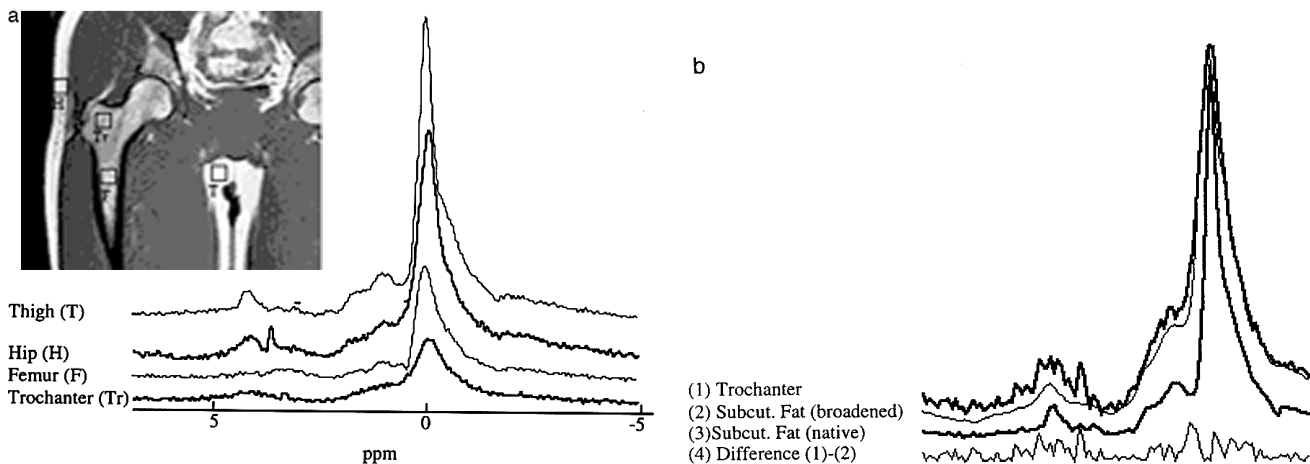 a
H
Tr
F
T
Thigh (T)
Hip (H)
Femur (F)
Trochanter (Tr)
5
0
-5
ppm
b
(1) Trochanter
(2) Subcut. Fat (broadened)
(3)Subcut. Fat (native)
(4) Difference (1)-(2)